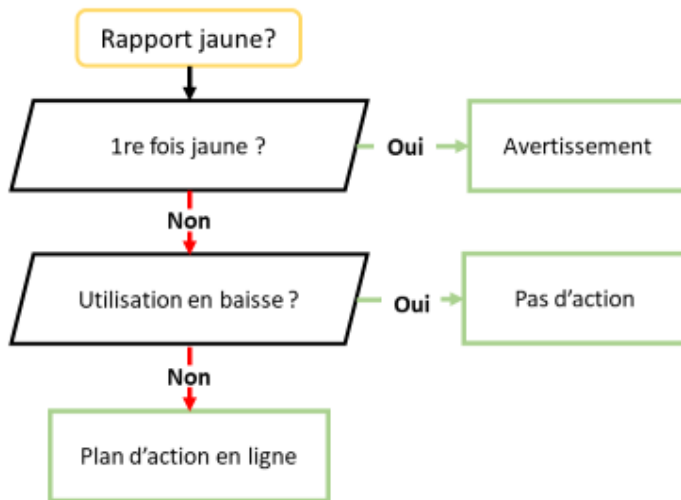 Rapport jaune?
1re fois jaune ?
Oui
Avertissement
Non
Utilisation en baisse ?
Oui
Pas d'action
Non
Plan d'action en ligne